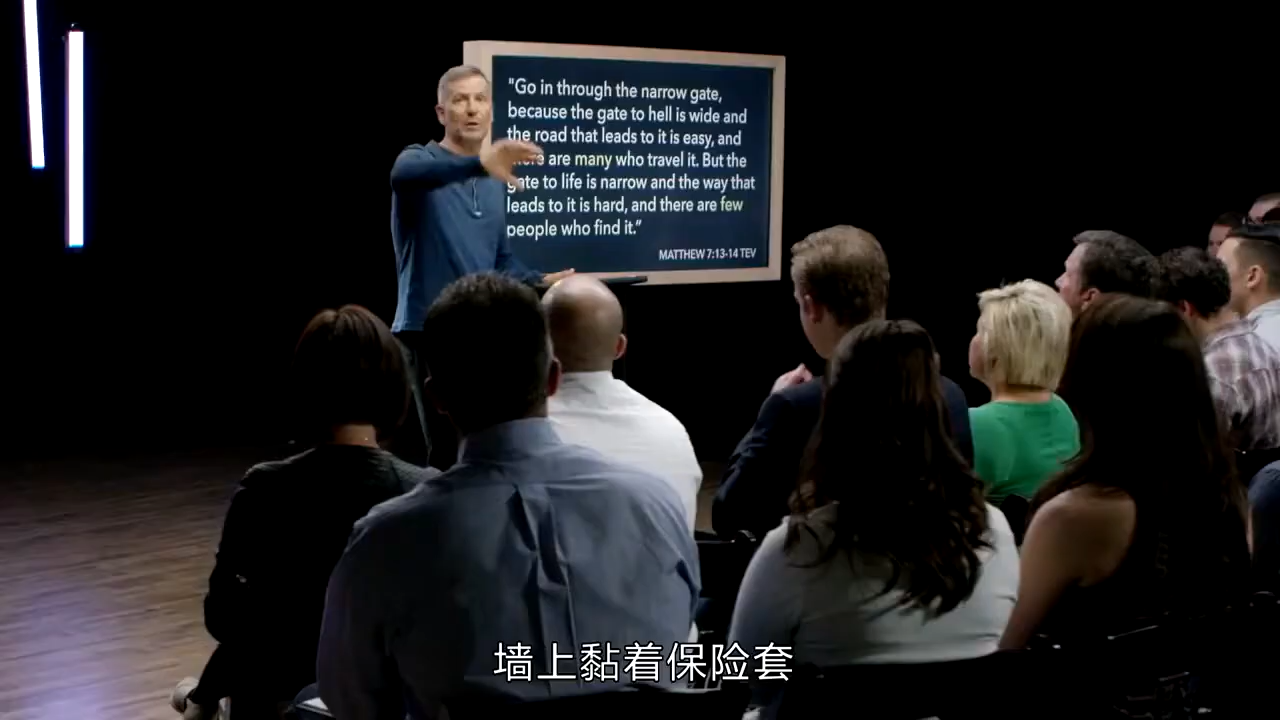 "Go in through the narrow gate,
because the gate to hell is wide and
the road that leads to it is easy, and
there are many who travel it. But the
gate to life is narrow and the way that
leads to it is hard, and there are few
people who find it."
MATTHEW 7:13-14 TEV
墙上黏着保险套